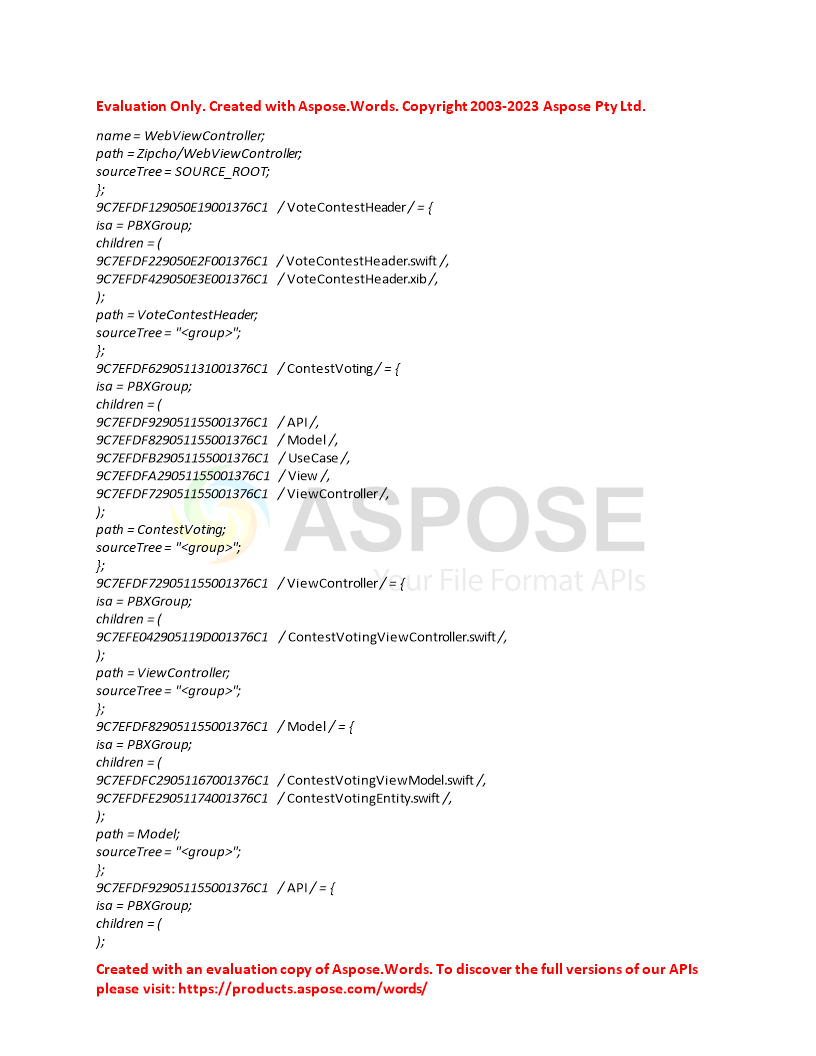 Evaluation Only. Created with Aspose.Words. Copyright 2003-2023 Aspose Pty Ltd.
name = WebViewController;
path = Zipcho/WebViewController;
sourceTree = SOURCE_ROOT;
};
9C7EFDF129050E19001376C1 / VoteContestHeader / = {
isa = PBXGroup;
children = (
9C7EFDF229050E2F001376C1 / VoteContestHeader.swift /,
9C7EFDF429050E3E001376C1 / VoteContestHeader.xib /,
);
path = VoteContestHeader;
sourceTree = "<group>";
};
9C7EFDF629051131001376C1 / ContestVoting / = {
isa = PBXGroup;
children = (
9C7EFDF929051155001376C1 / API /,
9C7EFDF829051155001376C1 / Model /,
9C7EFDFB29051155001376C1 / UseCase /,
9C7EFDFA29051155001376C1 / View /,
9C7EFDF729051155001376C1 / ViewController /,
);
path = ContestVoting;
sourceTree = "<group>";
};
9C7EFDF729051155001376C1 / ViewController / = {
isa = PBXGroup;
children = (
9C7EFE042905119D001376C1 / ContestVotingViewController.swift /,
);
path = ViewController;
sourceTree = "<group>";
};
9C7EFDF829051155001376C1 / Model / = {
isa = PBXGroup;
children = (
9C7EFDFC29051167001376C1 / ContestVotingViewModel.swift /,
9C7EFDFE29051174001376C1 / ContestVotingEntity.swift /,
);
path = Model;
sourceTree = "<group>";
};
9C7EFDF929051155001376C1 / API / = {
isa = PBXGroup;
children = (
);
Created with an evaluation copy of Aspose.Words. To discover the full versions of our APIs
please visit: https://products.aspose.com/words/
ASPOSE
Your File Format APIs